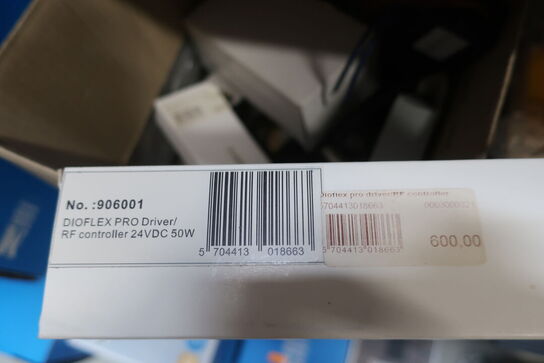 No. :906001
DIOFLEX PRO Driver/
RF controller 24VDC 50W
5 704413 018663
Dioflex pro driver/RF controller
5704413018663
5 704413 018663
600,00